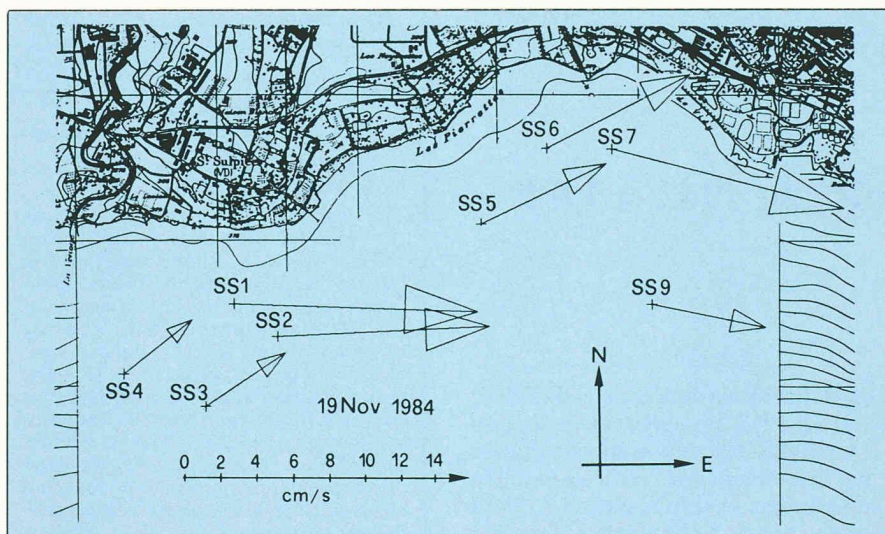 St Sulpice
(VD)
Les Pierrettes
SS6
SS7
SS5
SS1
SS9
SS2
SS4
SS3
N
19 Nov 1984
E
0 2 4 6 8 10 12 14
cm/s